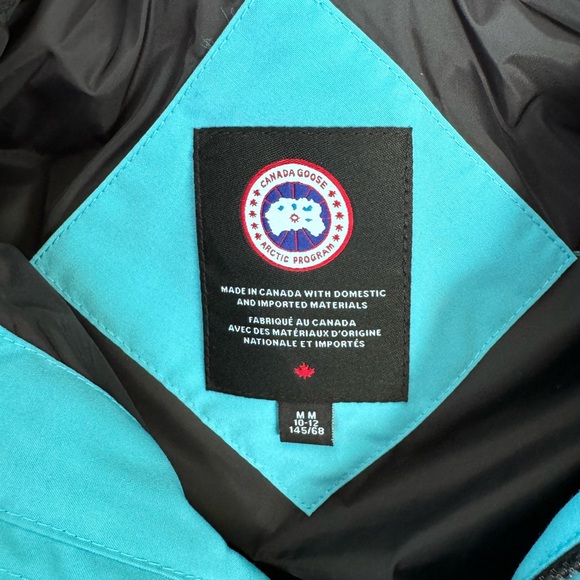 CANADA GOOSE
ARCTIC PROGRAM
MADE IN CANADA WITH DOMESTIC
AND IMPORTED MATERIALS
FABRIQUÉ AU CANADA
AVEC DES MATÉRIAUX D'ORIGINE
NATIONALE ET IMPORTÉS
M M
10-12
145/68